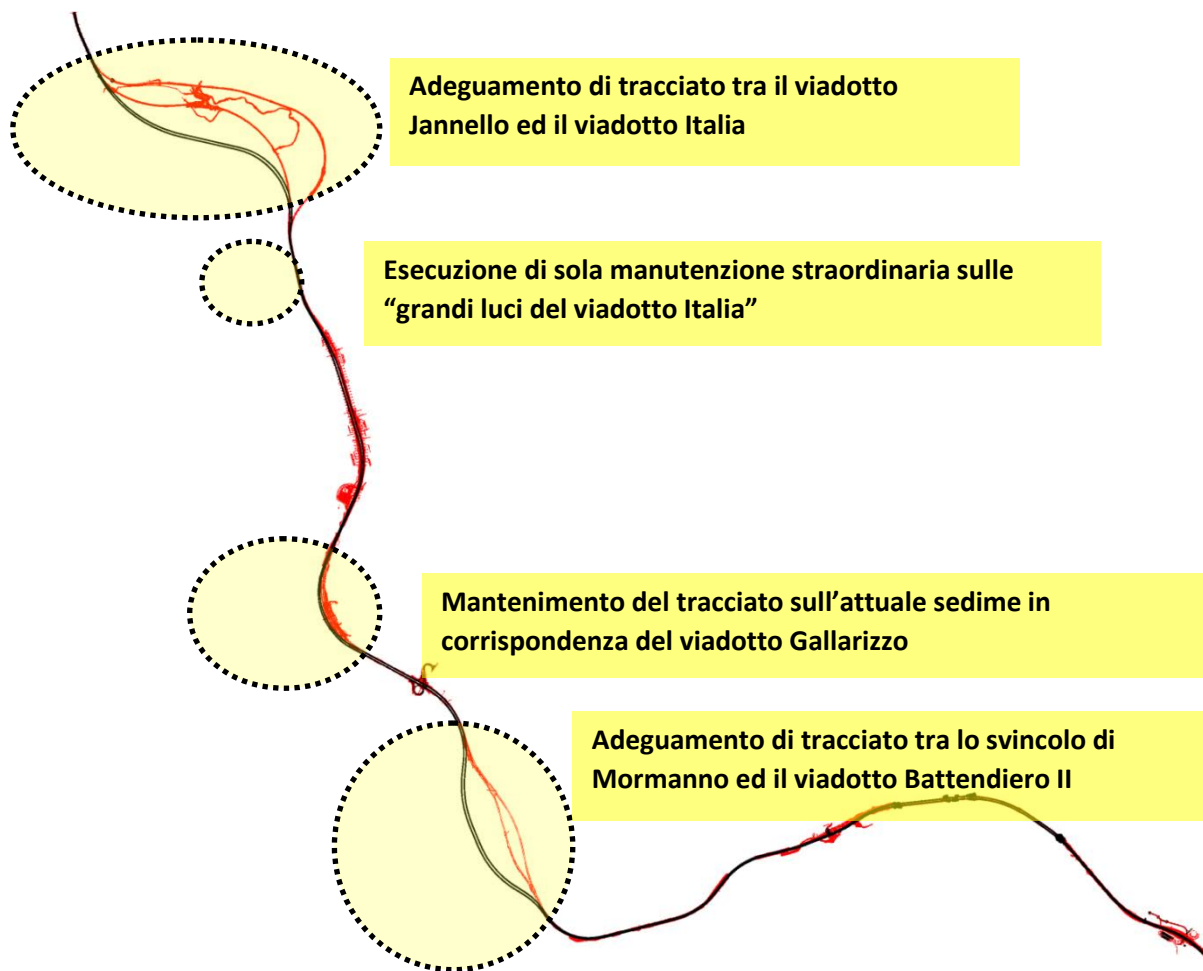 Adeguamento di tracciato tra il viadotto
Jannello ed il viadotto Italia
Esecuzione di sola manutenzione straordinaria sulle
“grandi luci del viadotto Italia”
Mantenimento del tracciato sull’attuale sedime in
corrispondenza del viadotto Gallarizzo
Adeguamento di tracciato tra lo svincolo di
Mormanno ed il viadotto Battendiero II